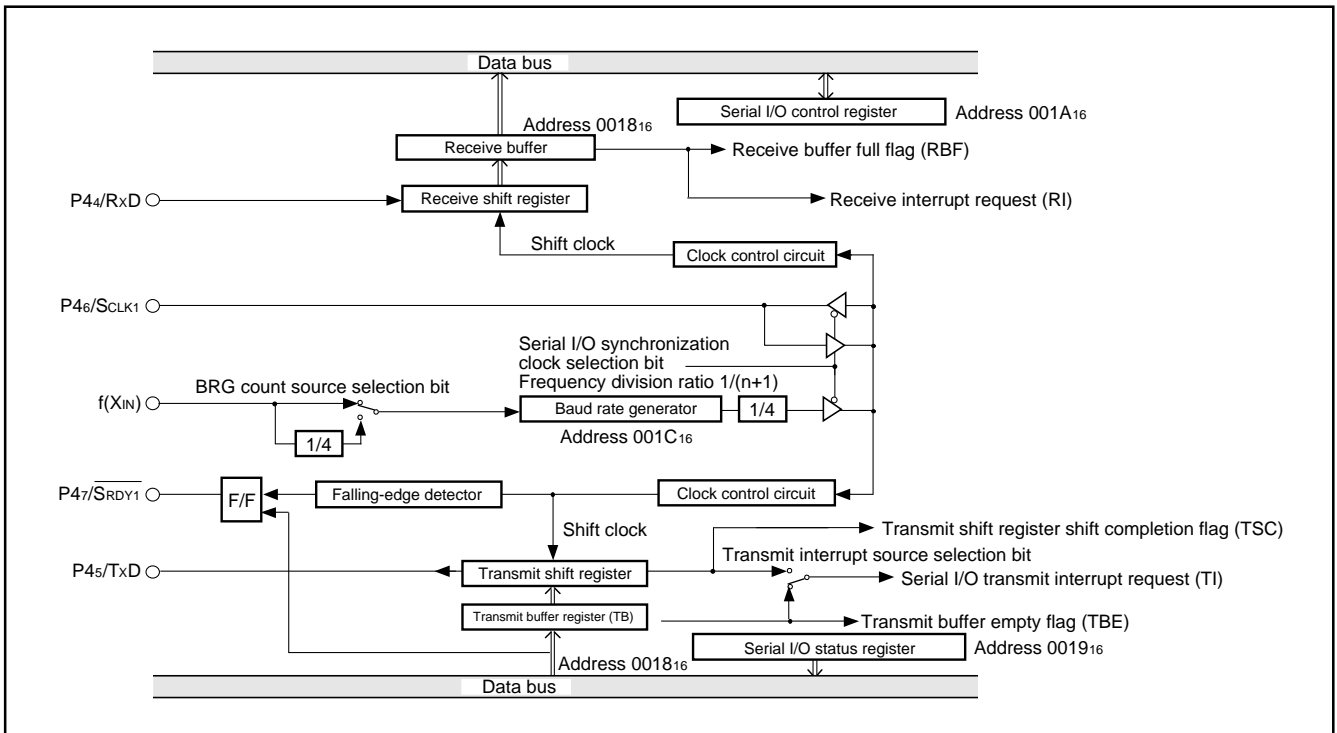 Data bus
Serial I/O control register
Address 001A16
Address 001816
Receive buffer
Receive buffer full flag (RBF)
P44/RXD
Receive shift register
Receive interrupt request (RI)
Shift clock
Clock control circuit
P46/SCLK1
Serial I/O synchronization
clock selection bit
BRG count source selection bit
Frequency division ratio 1/(n+1)
f(XIN)
Baud rate generator
1/4
1/4
Address 001C16
P47/SRDY1
F/F
Falling-edge detector
Clock control circuit
Shift clock
Transmit shift register shift completion flag (TSC)
Transmit interrupt source selection bit
P45/TXD
Transmit shift register
Serial I/O transmit interrupt request (TI)
Transmit buffer register (TB)
Transmit buffer empty flag (TBE)
Serial I/O status register
Address 001916
Address 001816
Data bus